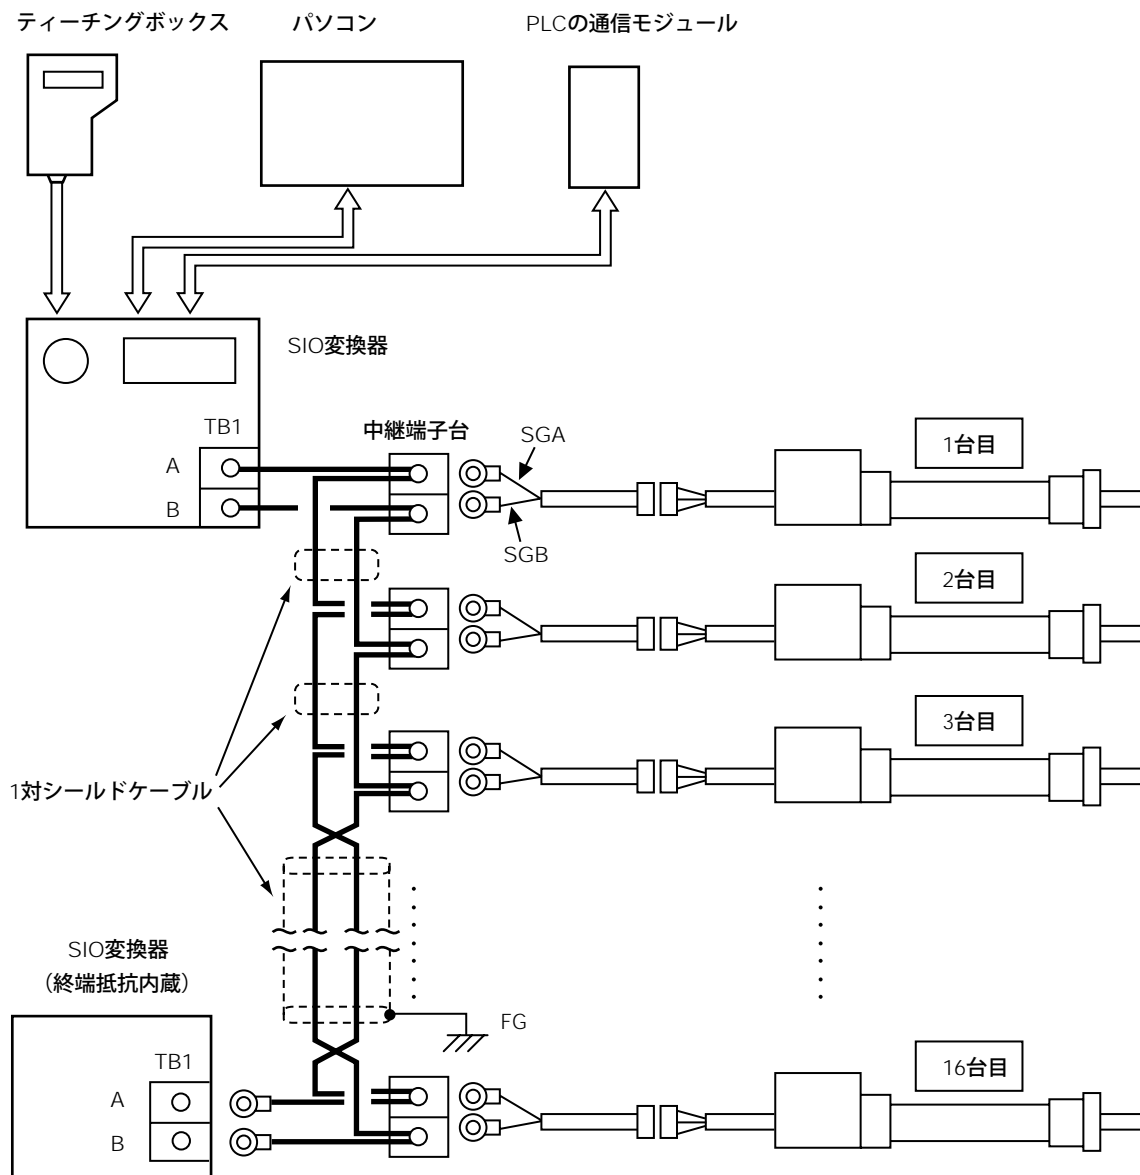 ティーチングボックス
パソコン
PLCの通信モジュール
SIO変換器
TB1
A
B
中継端子台
SGA
SGB
1台目
2台目
3台目
1対シールドケーブル
SIO変換器
（終端抵抗内蔵）
FG
TB1
A
B
16台目